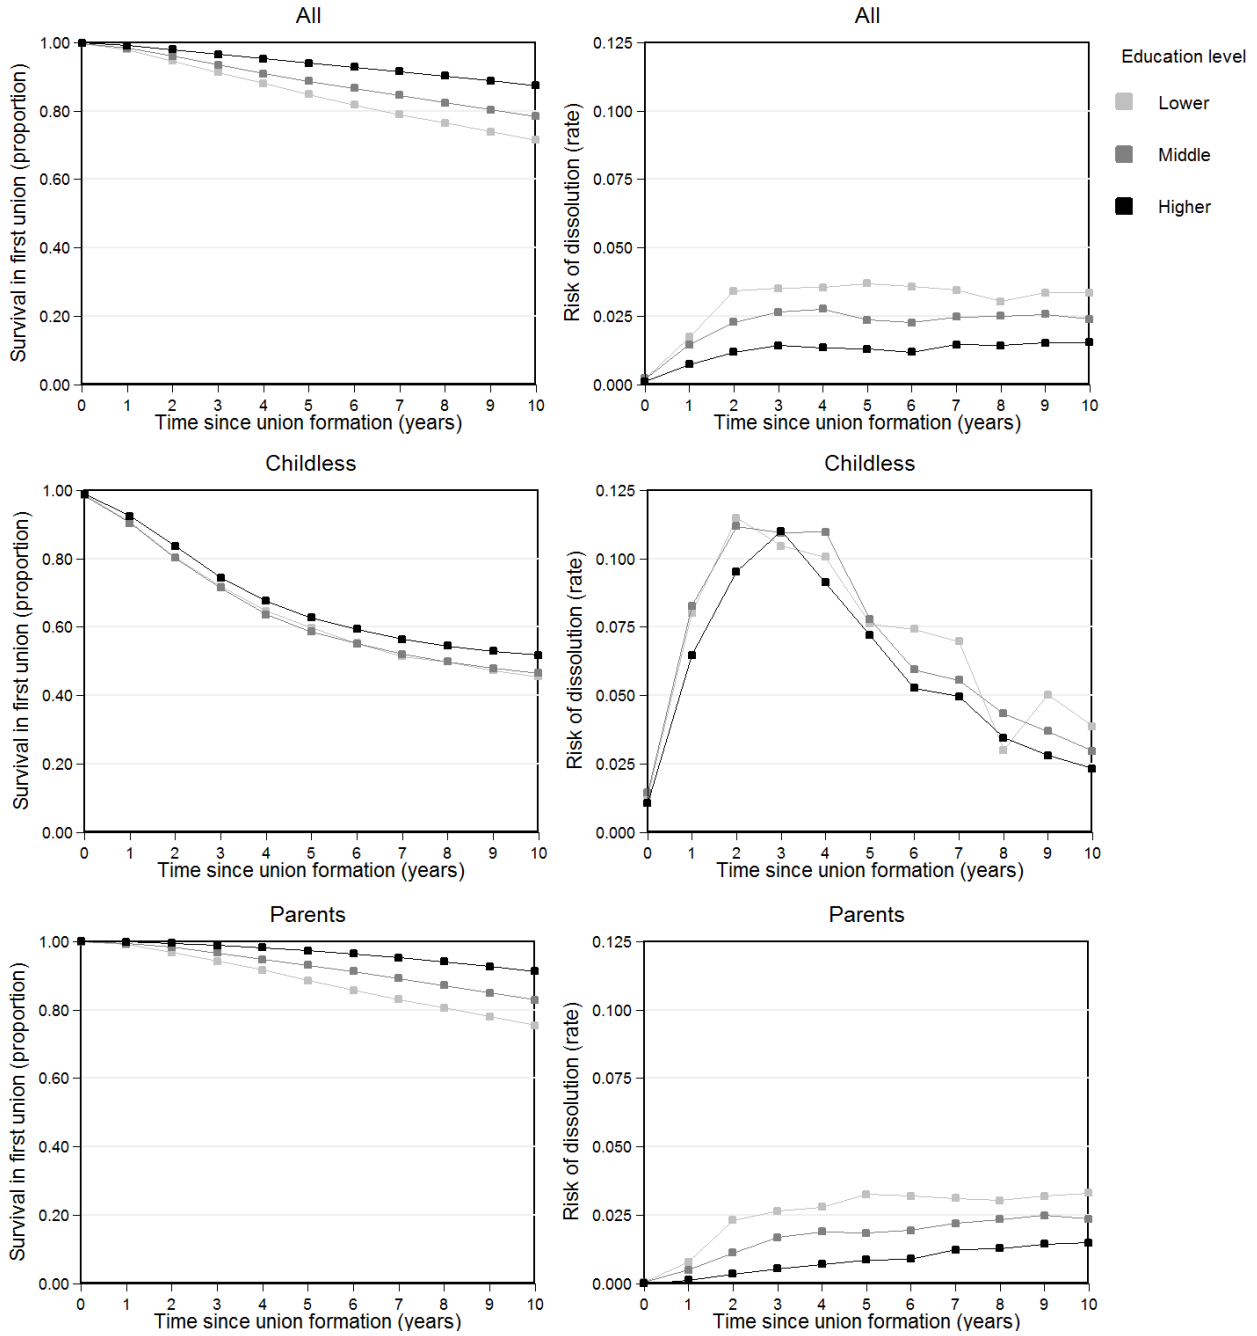 All
Survival in first union (proportion)
1.00
0.80
0.60
0.40
0.20
0.00
0 1 2 3 4 5 6 7 8 9 10
Time since union formation (years)
All
Risk of dissolution (rate)
0.125
0.100
0.075
0.050
0.025
0.000
0 1 2 3 4 5 6 7 8 9 10
Time since union formation (years)
Education level
Lower
Middle
Higher
Childless
Survival in first union (proportion)
1.00
0.80
0.60
0.40
0.20
0.00
0 1 2 3 4 5 6 7 8 9 10
Time since union formation (years)
Childless
Risk of dissolution (rate)
0.125
0.100
0.075
0.050
0.025
0.000
0 1 2 3 4 5 6 7 8 9 10
Time since union formation (years)
Parents
Survival in first union (proportion)
1.00
0.80
0.60
0.40
0.20
0.00
0 1 2 3 4 5 6 7 8 9 10
Time since union formation (years)
Parents
Risk of dissolution (rate)
0.125
0.100
0.075
0.050
0.025
0.000
0 1 2 3 4 5 6 7 8 9 10
Time since union formation (years)